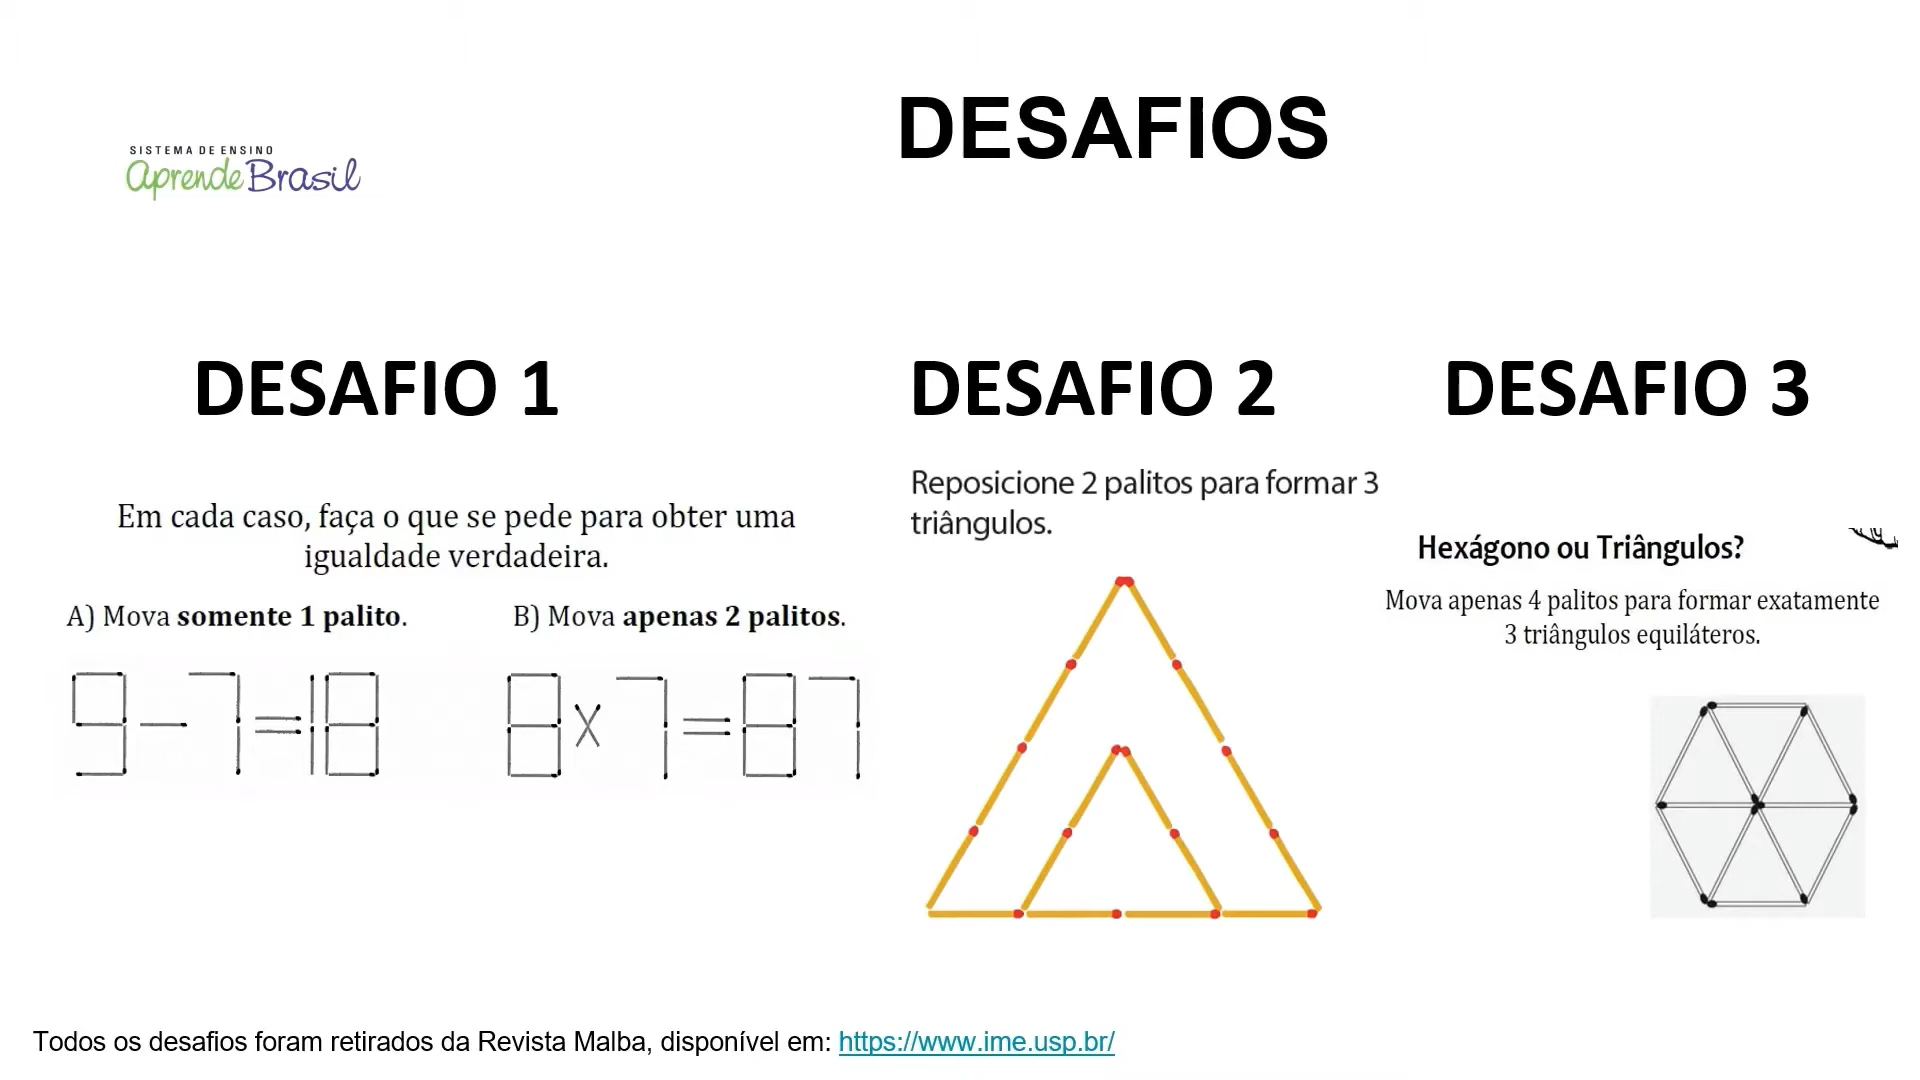 DESAFIOS
SISTEMA DE ENSINO
aprende Brasil
DESAFIO 1
DESAFIO 2
DESAFIO 3
Em cada caso, faça o que se pede para obter uma
igualdade verdadeira.
A) Mova somente 1 palito.
B) Mova apenas 2 palitos.
9-7=18
8x7=87
Reposicione 2 palitos para formar 3
triângulos.
Hexágono ou Triângulos?
Mova apenas 4 palitos para formar exatamente
3 triângulos equiláteros.
Todos os desafios foram retirados da Revista Malba, disponível em: https://www.ime.usp.br/